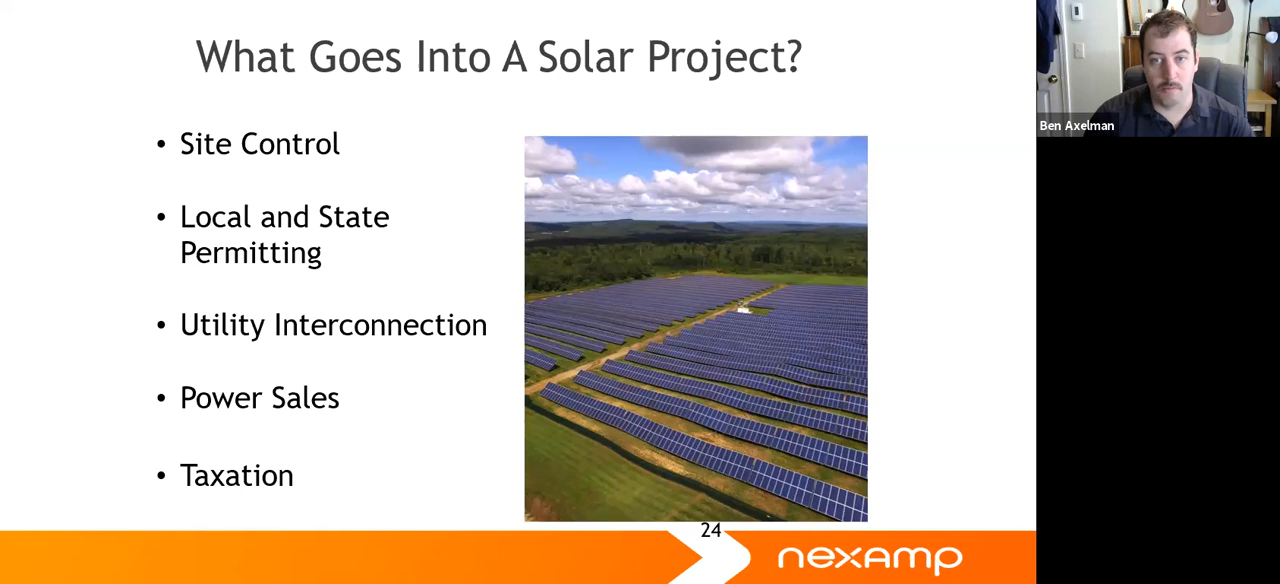 What Goes Into A Solar Project?
• Site Control
• Local and State
Permitting
• Utility Interconnection
• Power Sales
• Taxation
24
nexamp
Ben Axelman